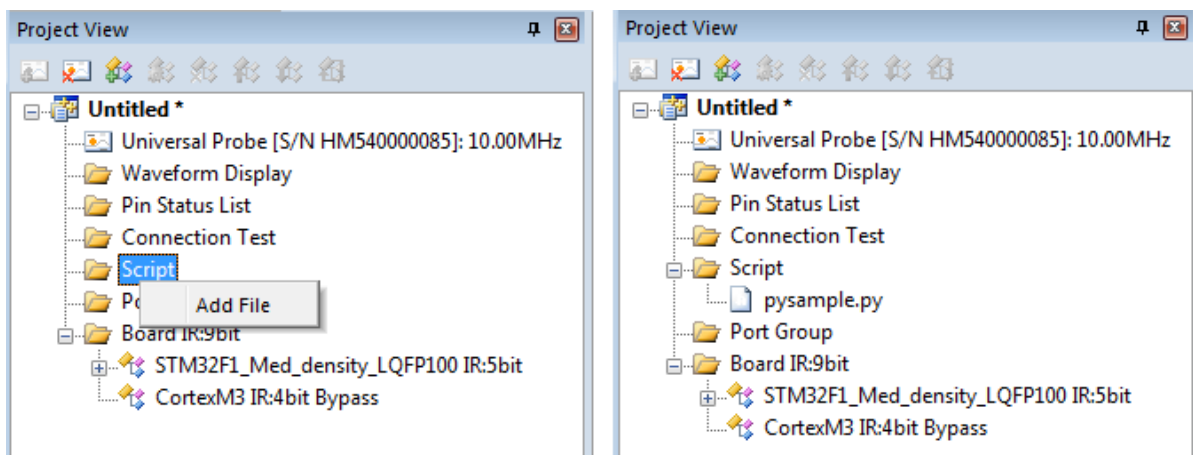 Project View
Untitled *
Universal Probe [S/N HM540000085]: 10.00MHz
Waveform Display
Pin Status List
Connection Test
Script
Add File
Board IR:9bit
STM32F1_Med_density_LQFP100 IR:5bit
CortexM3 IR:4bit Bypass
Project View
Untitled *
Universal Probe [S/N HM540000085]: 10.00MHz
Waveform Display
Pin Status List
Connection Test
Script
pysample.py
Port Group
Board IR:9bit
STM32F1_Med_density_LQFP100 IR:5bit
CortexM3 IR:4bit Bypass